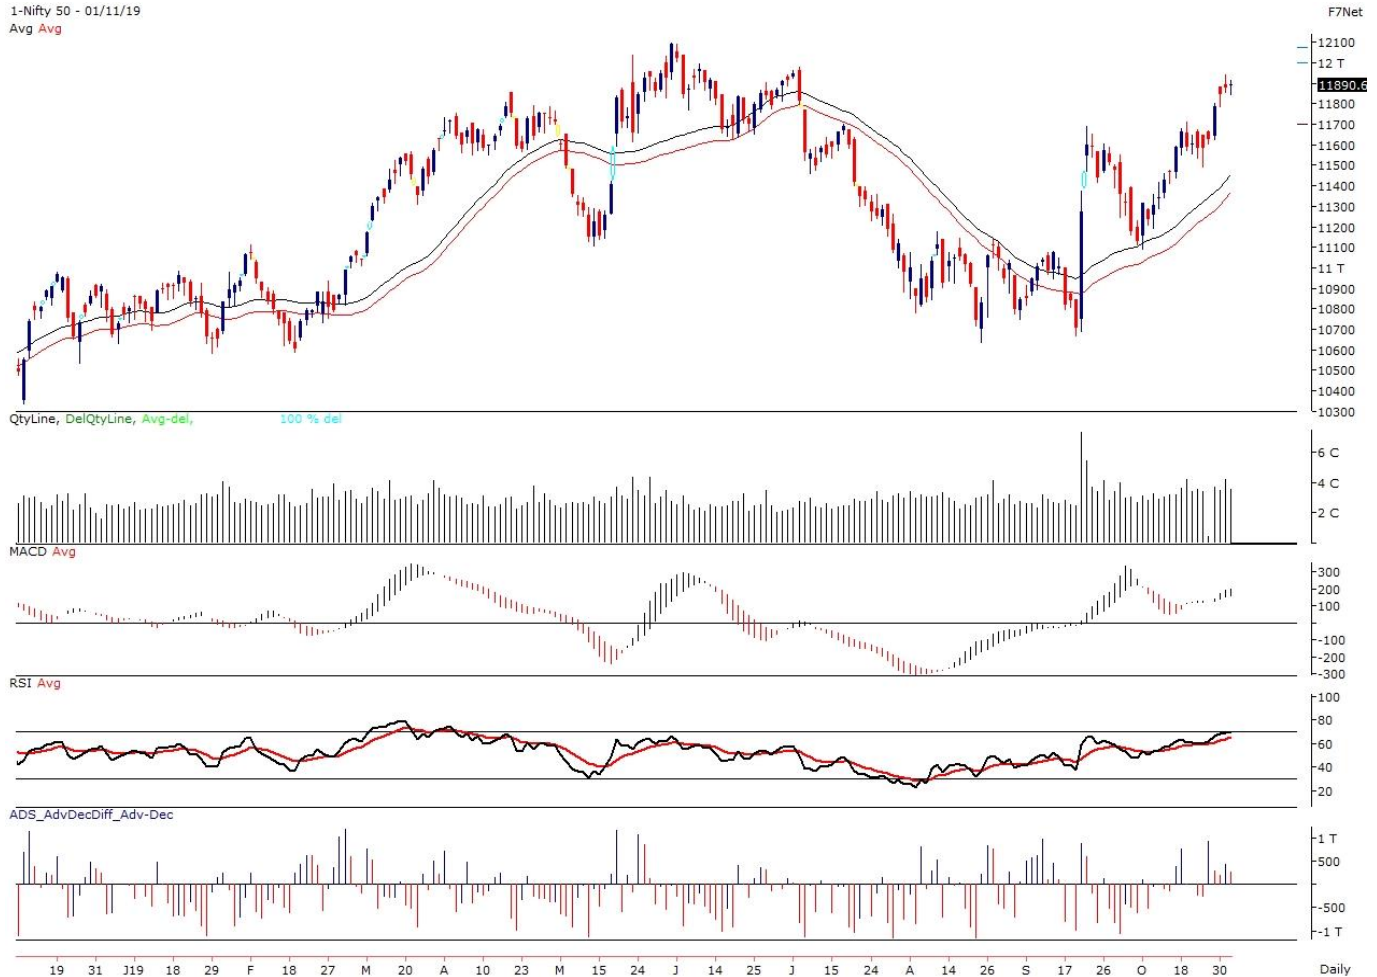 1-Nifty 50 - 01/11/19 F7Net
Avg Avg
12100
12 T
11890.6
11800
11700
11600
11500
11400
11300
11200
11100
11 T
10900
10800
10700
10600
10500
10400
10300
QtyLine, DelQtyLine, Avg-del, 100 % del
6 C
4 C
2 C
MACD Avg
300
200
100
-100
-200
-300
RSI Avg
100
80
60
40
20
ADS_AdvDecDiff_Adv-Dec
1 T
500
-500
-1 T
19 31 J19 18 29 F 18 27 M 20 A 10 23 M 15 24 J 14 25 J 15 24 A 14 26 S 17 26 O 18 30 Daily